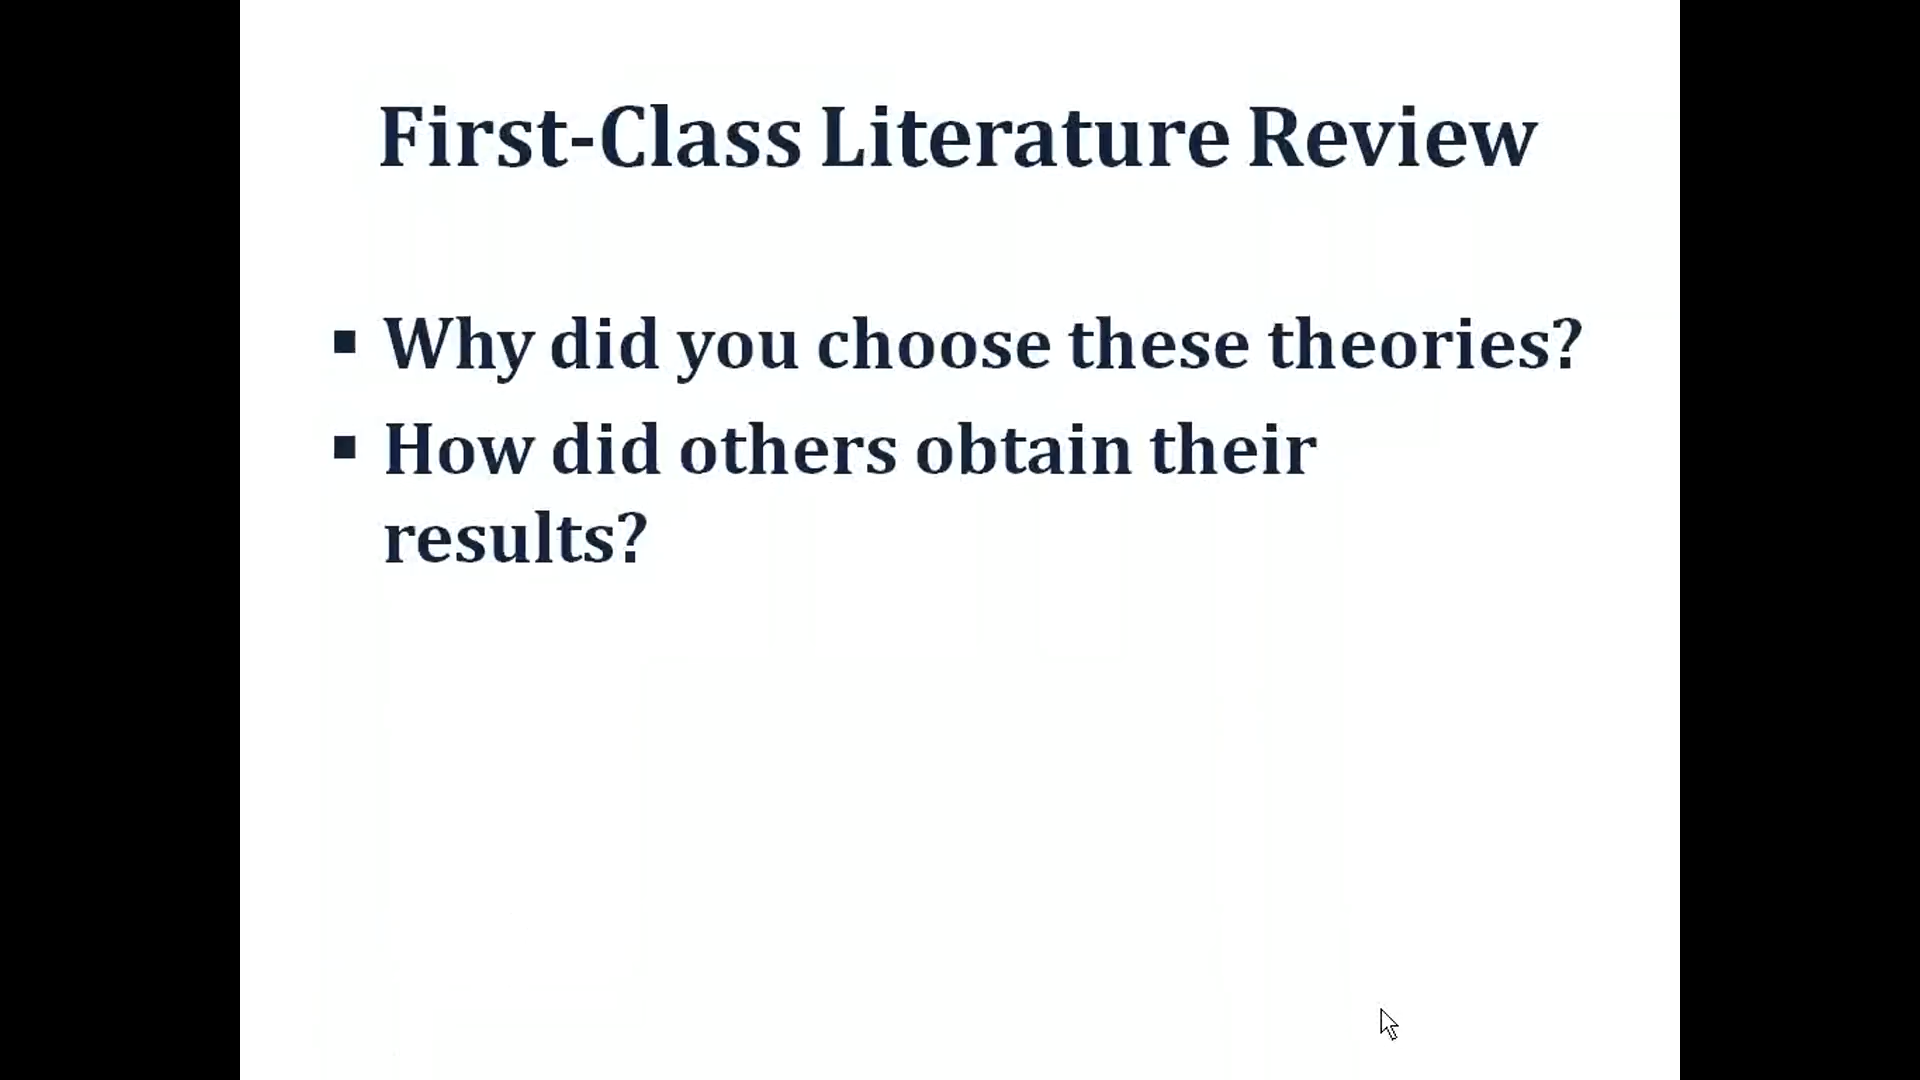 First-Class Literature Review
▪ Why did you choose these theories?
▪ How did others obtain their
results?